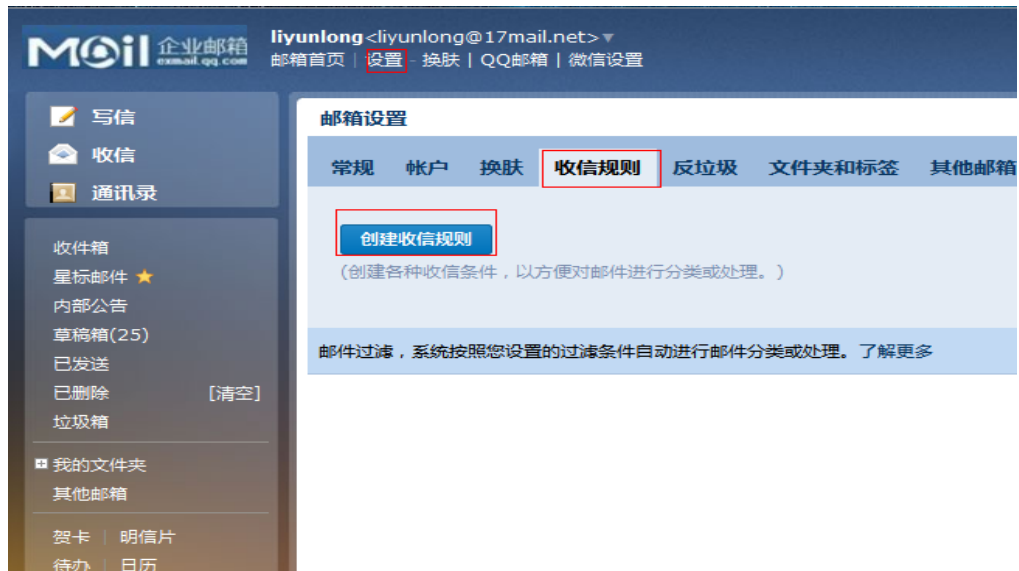 M@il 企业邮箱
exmail.qq.com
liyunlong<liyunlong@17mail.net>▼
邮箱首页 | 设置 - 换肤 | QQ邮箱 | 微信设置
写信
收信
通讯录
收件箱
星标邮件
内部公告
草稿箱(25)
已发送
已删除 [清空]
垃圾箱
我的文件夹
其他邮箱
贺卡 | 明信片
待办 | 日历
邮箱设置
常规 帐户 换肤 收信规则 反垃圾 文件夹和标签 其他邮箱
创建收信规则
(创建各种收信条件，以方便对邮件进行分类或处理。)
邮件过滤，系统按照您设置的过滤条件自动进行邮件分类或处理。了解更多